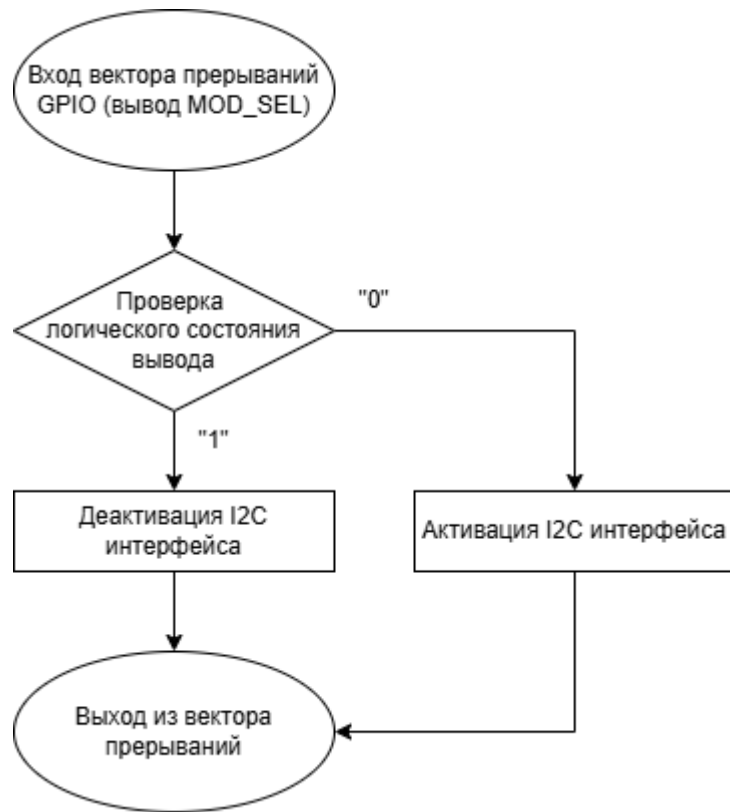 Вход вектора прерываний
GPIO (вывод MOD_SEL)
Проверка
логического состояния
вывода
"0"
"1"
Деактивация I2C
интерфейса
Активация I2C интерфейса
Выход из вектора
прерываний